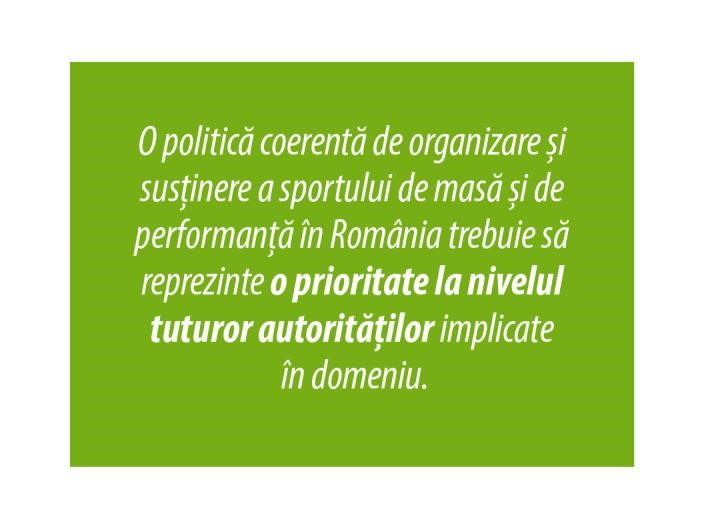 O politică coerentă de organizare și
susținere a sportului de masă și de
performanță în România trebuie să
reprezinte o prioritate la nivelul
tuturor autorităților implicate
în domeniu.